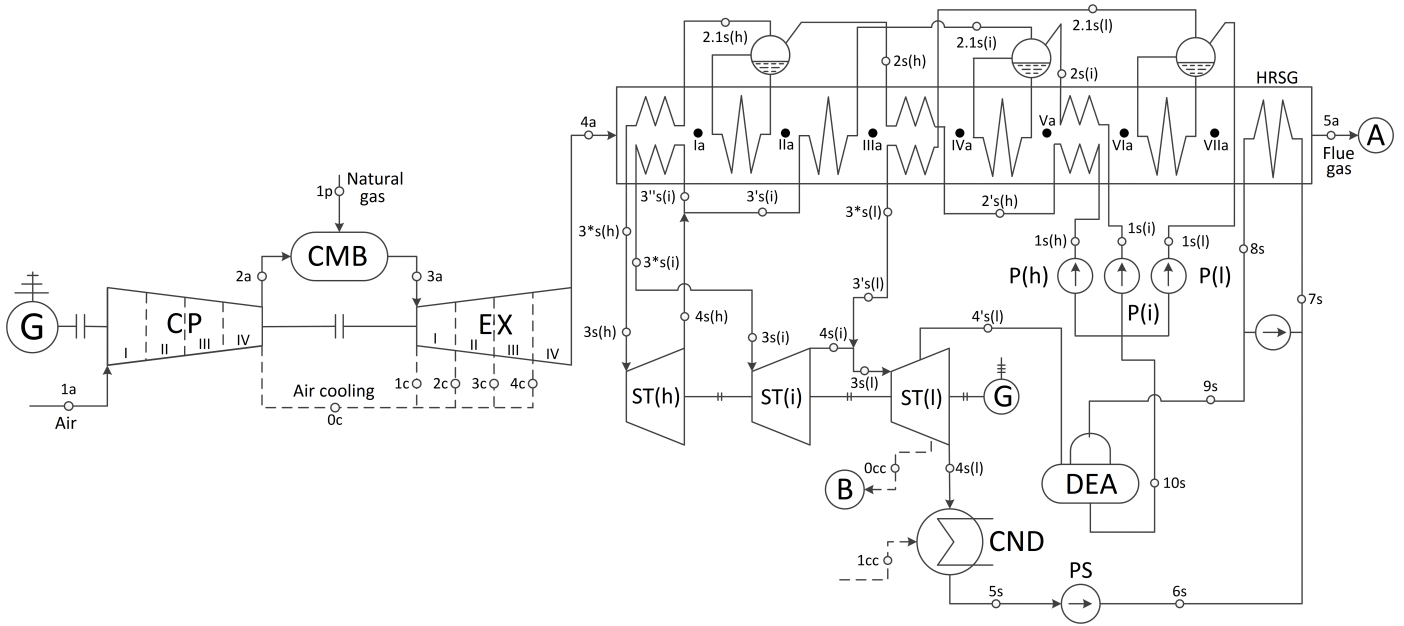 2.1s(h)
2s(h)
2.1s(i)
2s(i)
2.1s(l)
HRSG
4a
Ia
IIa
IIIa
IVa
Va
VIa
VIIa
5a
Flue
gas
A
1p
Natural
gas
CMB
2a
3a
3''s(i)
3's(i)
3*s(l)
2's(h)
3*s(h)
3*s(i)
1s(h)
1s(i)
1s(l)
8s
P(h)
P(i)
P(l)
7s
G
CP
I
II
III
IV
EX
I
II
III
IV
3's(l)
4s(h)
3s(h)
3s(i)
4s(i)
3s(l)
4's(l)
1a
Air
Air cooling
0c
1c
2c
3c
4c
ST(h)
ST(i)
ST(l)
G
9s
0cc
B
4s(l)
DEA
10s
CND
1cc
PS
5s
6s